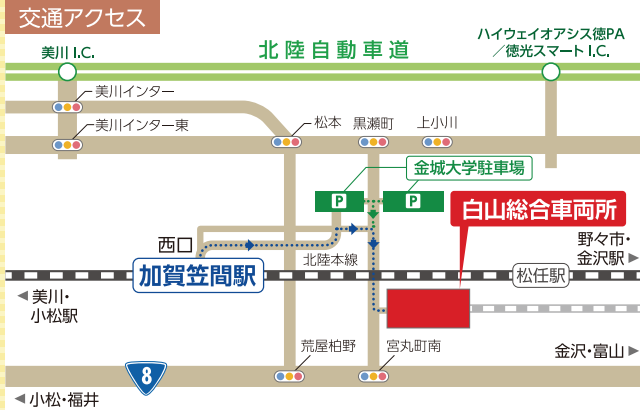 交通アクセス
美川 I.C.
北陸自動車道
ハイウェイオアシス徳PA
／徳光スマート I.C.
美川インター
美川インター東
松本
黒瀬町
上小川
金城大学駐車場
P
P
白山総合車両所
西口
加賀笠間駅
北陸本線
松任駅
野々市・
金沢駅
美川・
小松駅
荒屋柏野
宮丸町南
金沢・富山
8
小松・福井